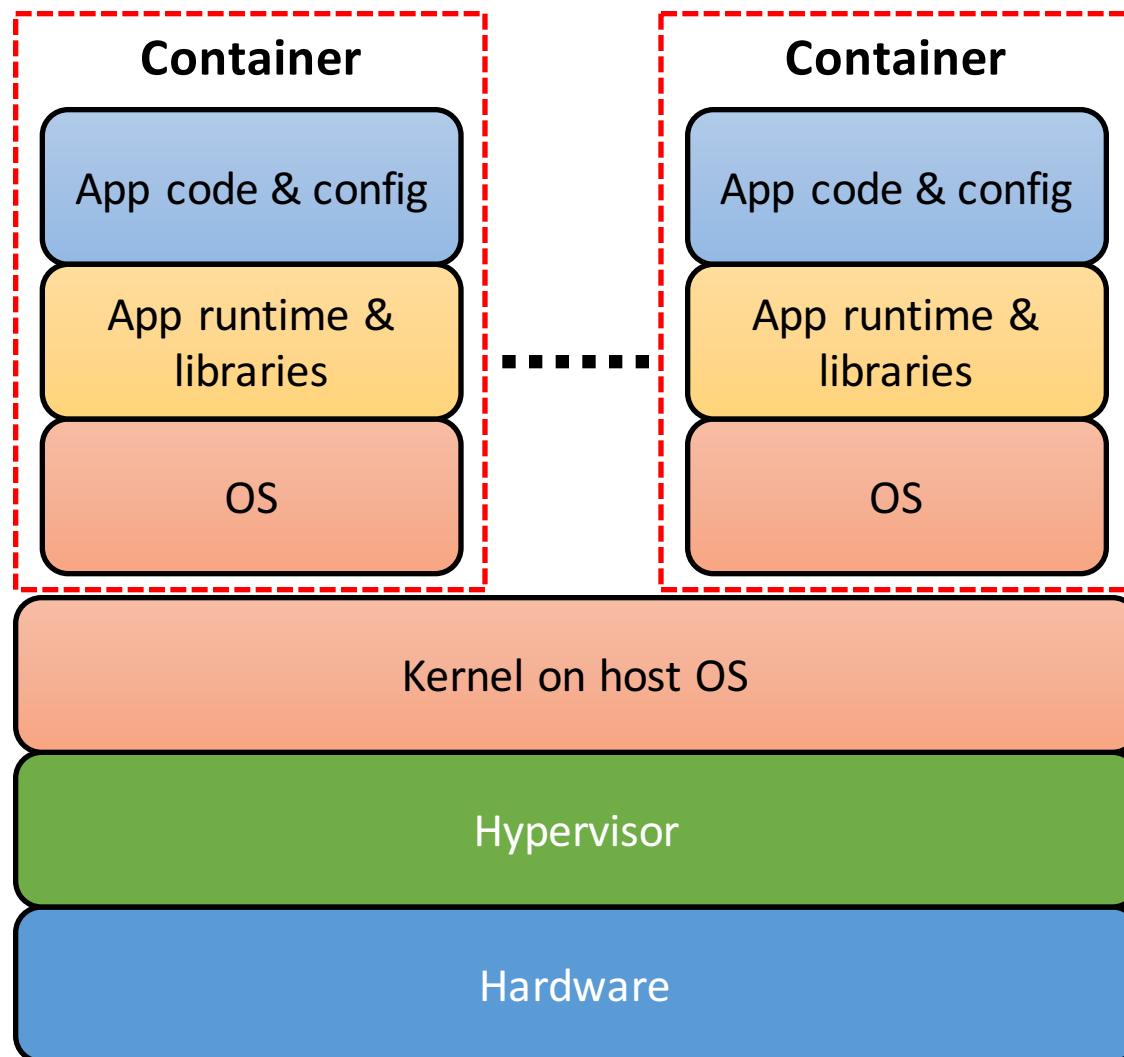 Container
App code & config
App runtime &
libraries
OS
Container
App code & config
App runtime &
libraries
OS
Kernel on host OS
Hypervisor
Hardware